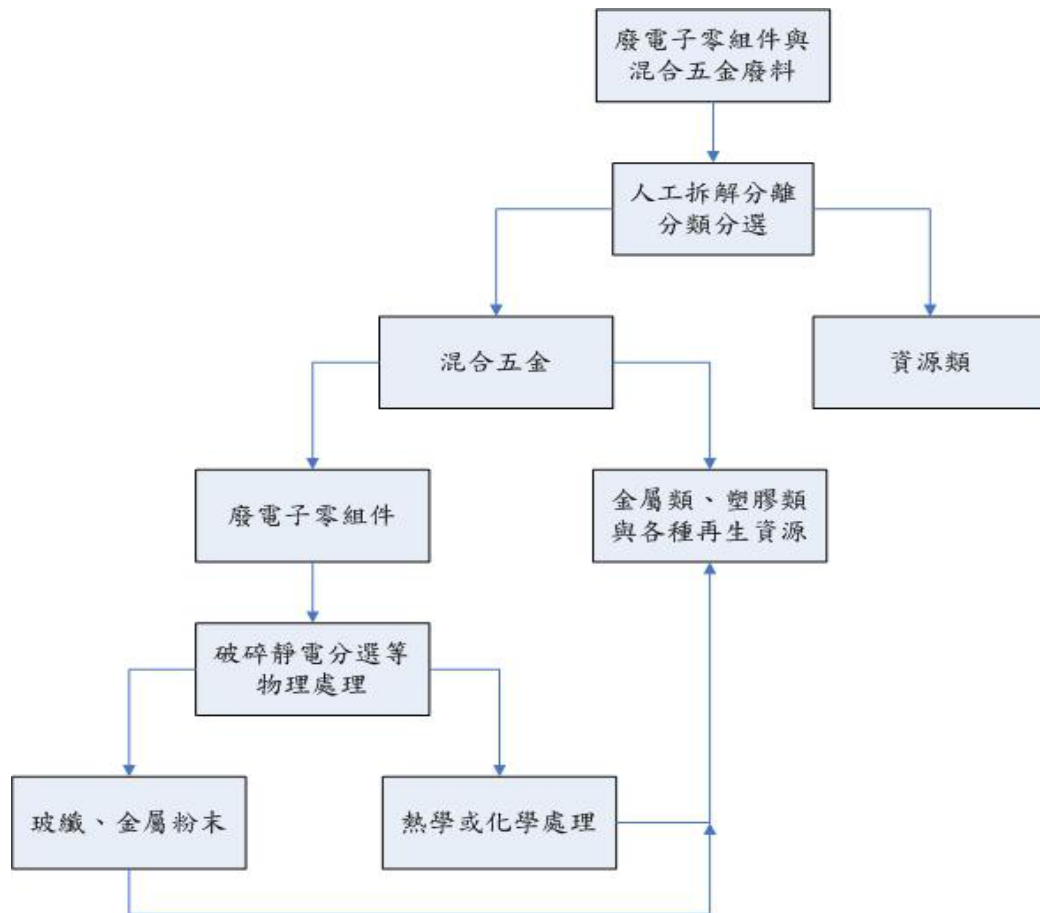 廢電子零組件與
混合五金廢料
人工拆解分離
分類分選
混合五金
資源類
廢電子零組件
金屬類、塑膠類
與各種再生資源
破碎靜電分選等
物理處理
玻纖、金屬粉末
熱學或化學處理